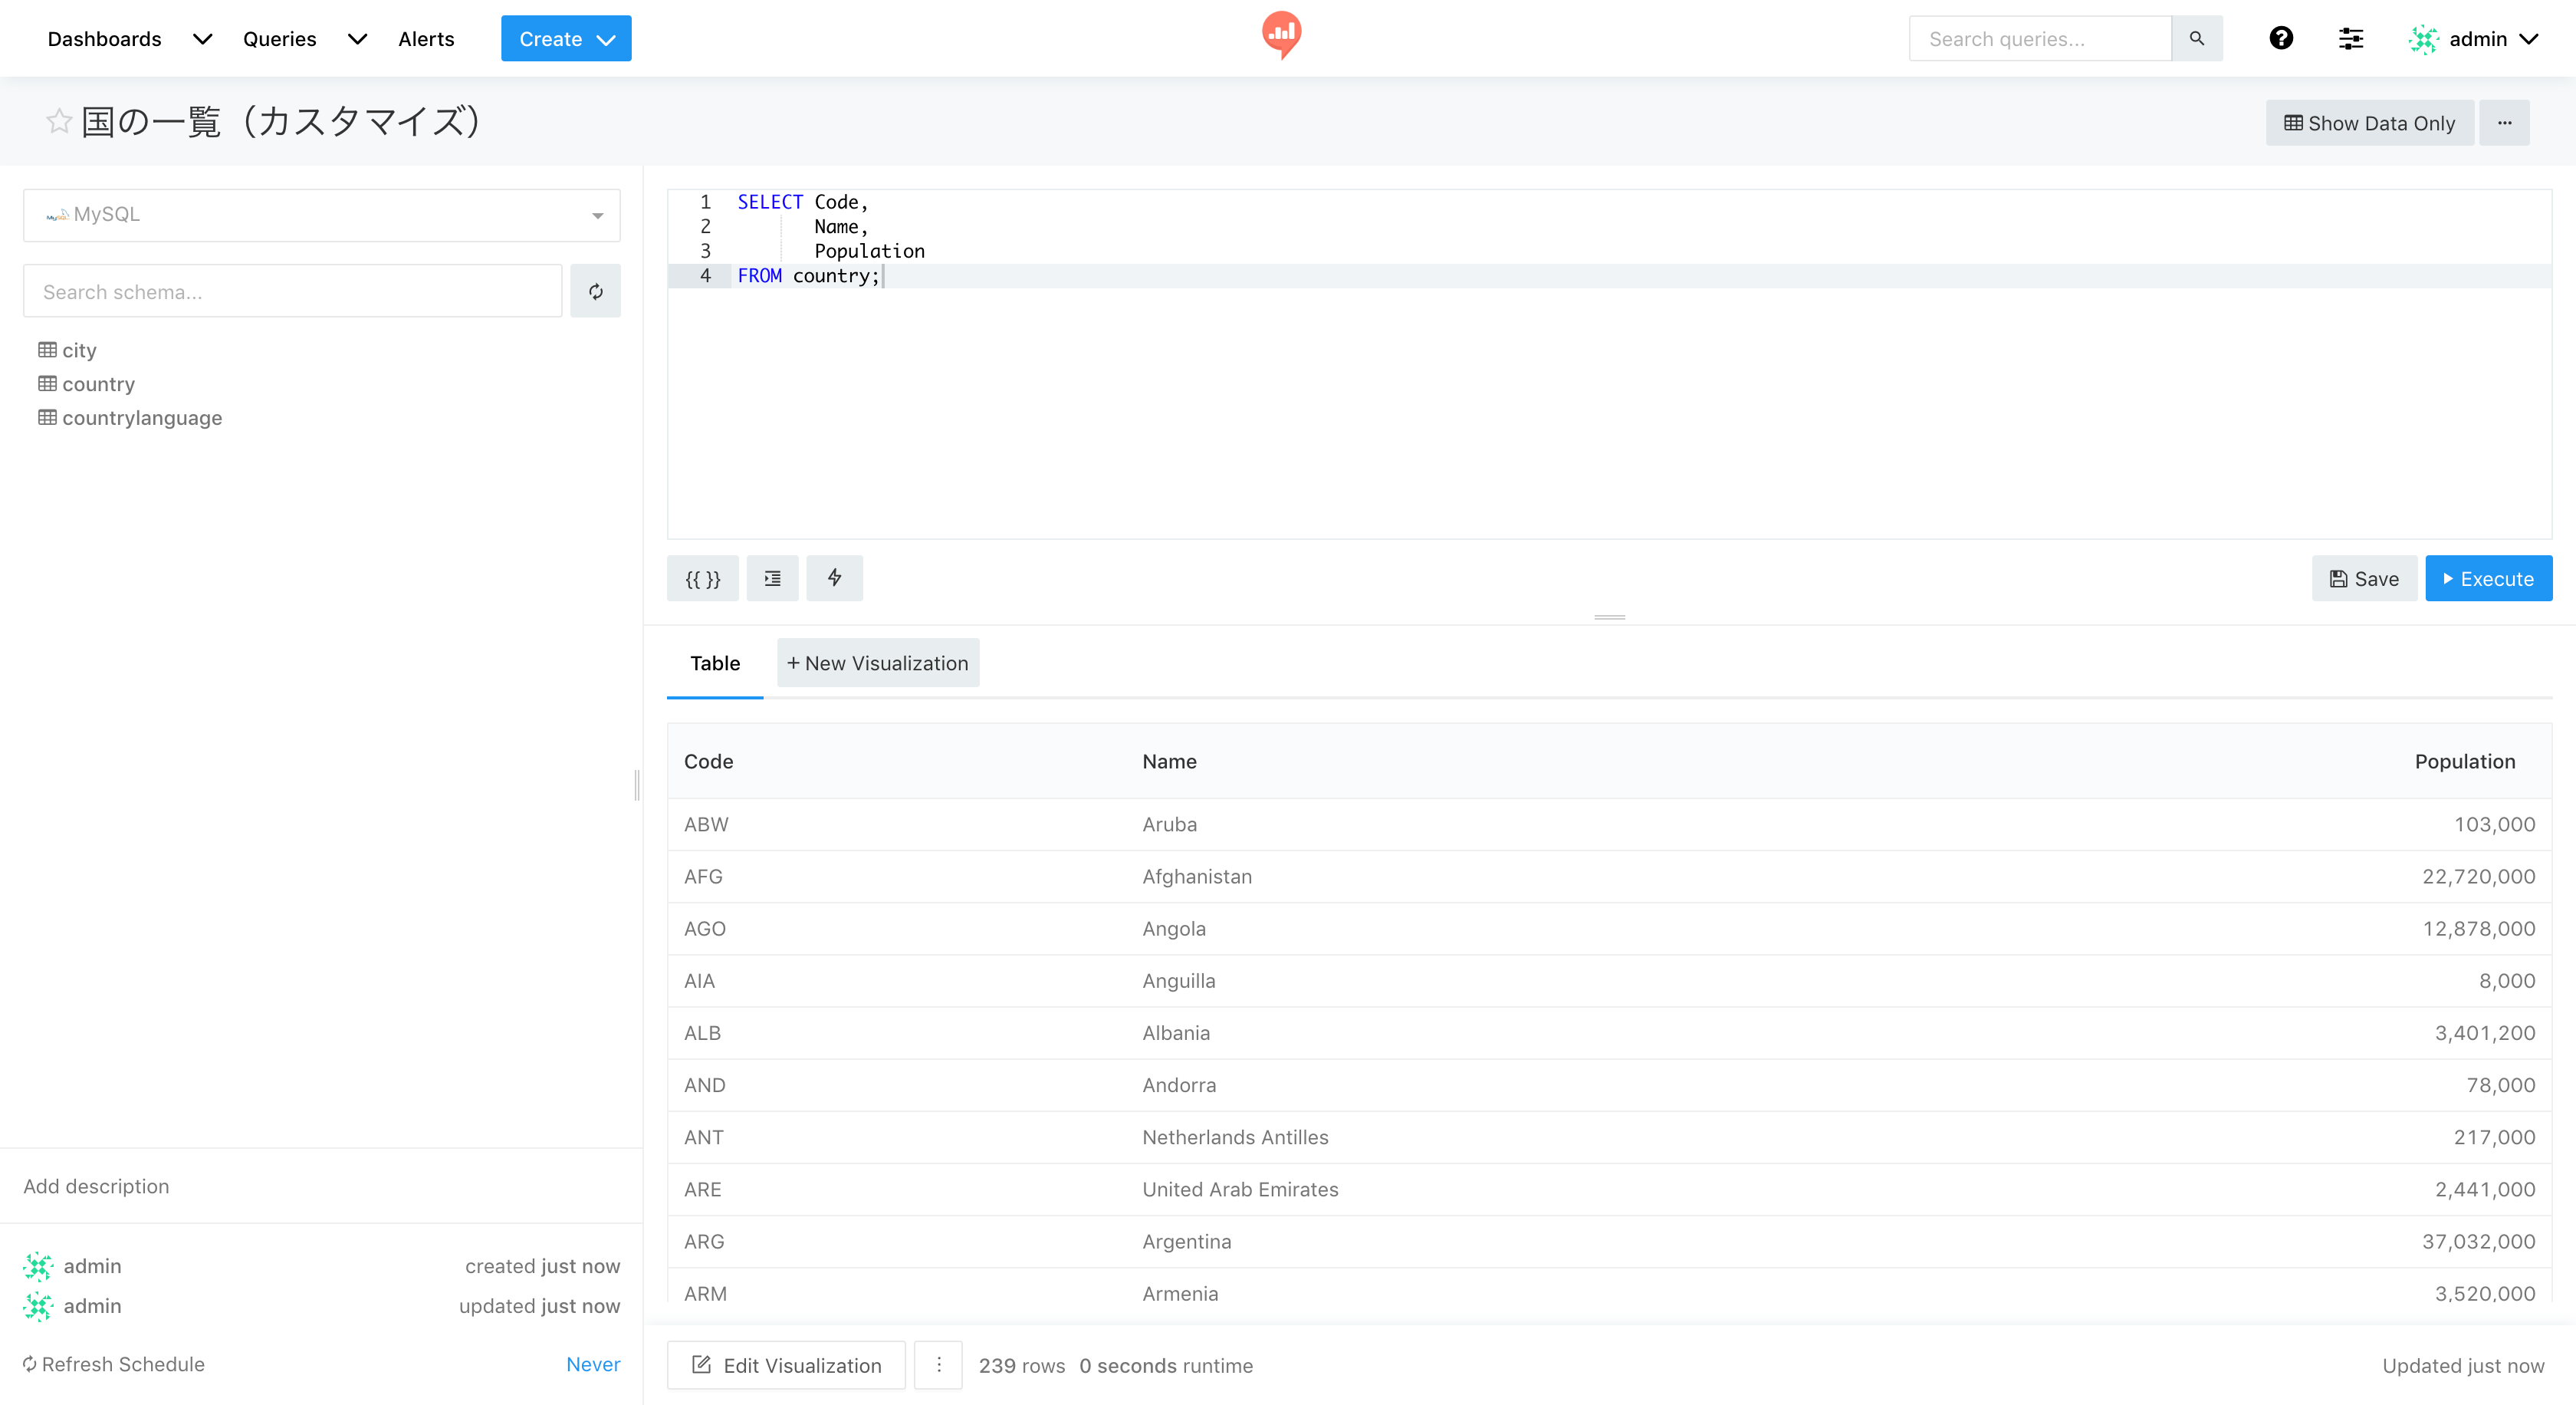 Dashboards Queries Alerts Create Search queries... admin
国の一覧（カスタマイズ） Show Data Only ...
MySQL
Search schema...
city
country
countrylanguage
Add description
admin created just now
admin updated just now
Refresh Schedule Never
1 SELECT Code,
2 Name,
3 Population
4 FROM country;
{{ }} Save Execute
Table + New Visualization
Code Name Population
ABW Aruba 103,000
AFG Afghanistan 22,720,000
AGO Angola 12,878,000
AIA Anguilla 8,000
ALB Albania 3,401,200
AND Andorra 78,000
ANT Netherlands Antilles 217,000
ARE United Arab Emirates 2,441,000
ARG Argentina 37,032,000
ARM Armenia 3,520,000
Edit Visualization 239 rows 0 seconds runtime Updated just now